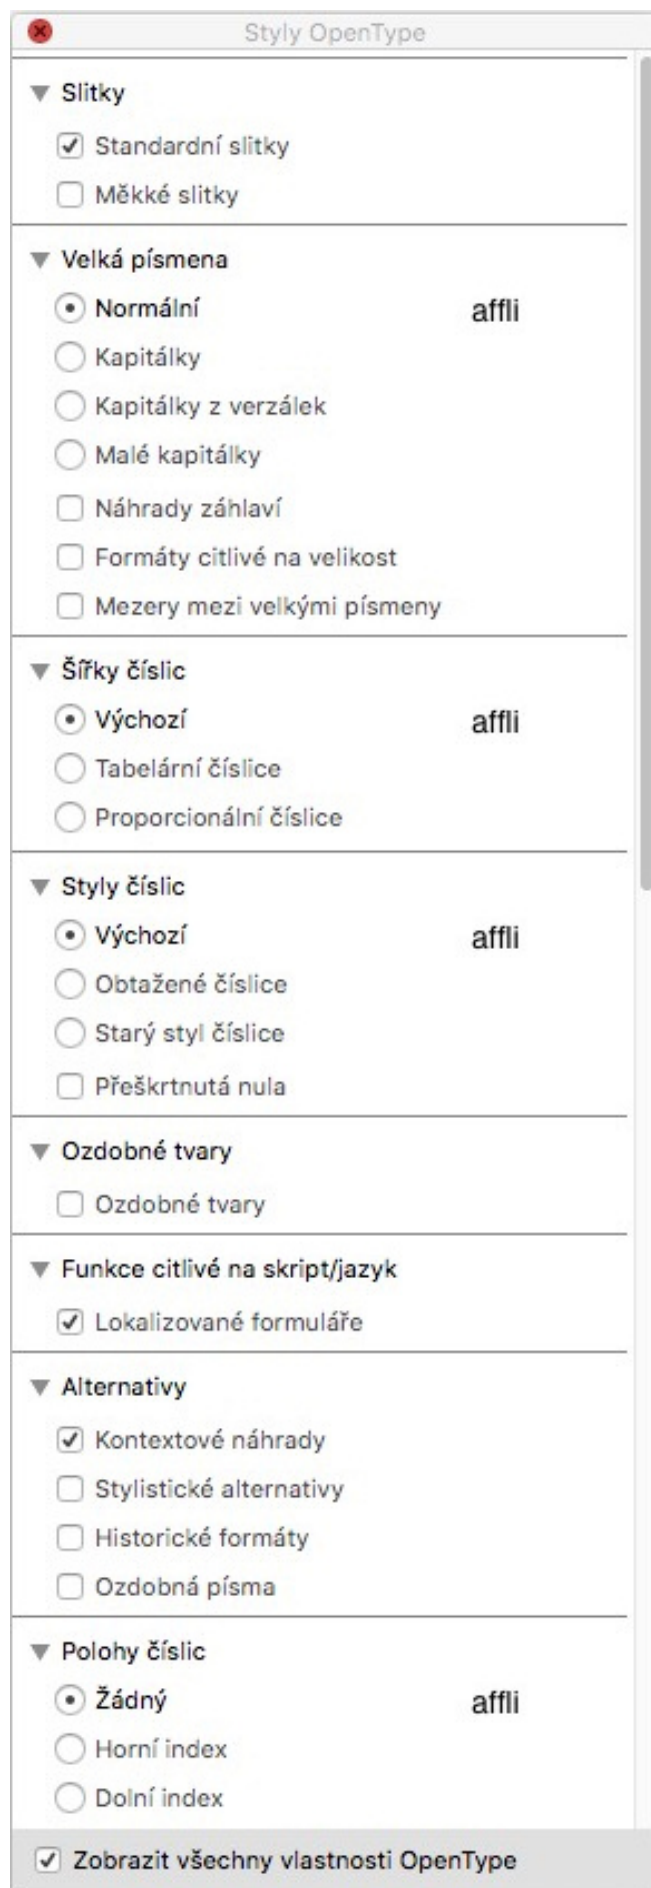 Styly OpenType
Slitky
Standardní slitky
Měkké slitky
Velká písmena
Normální affli
Kapitálky
Kapitálky z verzálek
Malé kapitálky
Náhrady záhlaví
Formáty citlivé na velikost
Mezery mezi velkými písmeny
Šířky číslic
Výchozí affli
Tabelární číslice
Proporcionální číslice
Styly číslic
Výchozí affli
Obtažené číslice
Starý styl číslice
Přeškrtnutá nula
Ozdobné tvary
Ozdobné tvary
Funkce citlivé na skript/jazyk
Lokalizované formuláře
Alternativy
Kontextové náhrady
Stylistické alternativy
Historické formáty
Ozdobná písma
Polohy číslic
Žádný affli
Horní index
Dolní index
Zobrazit všechny vlastnosti OpenType